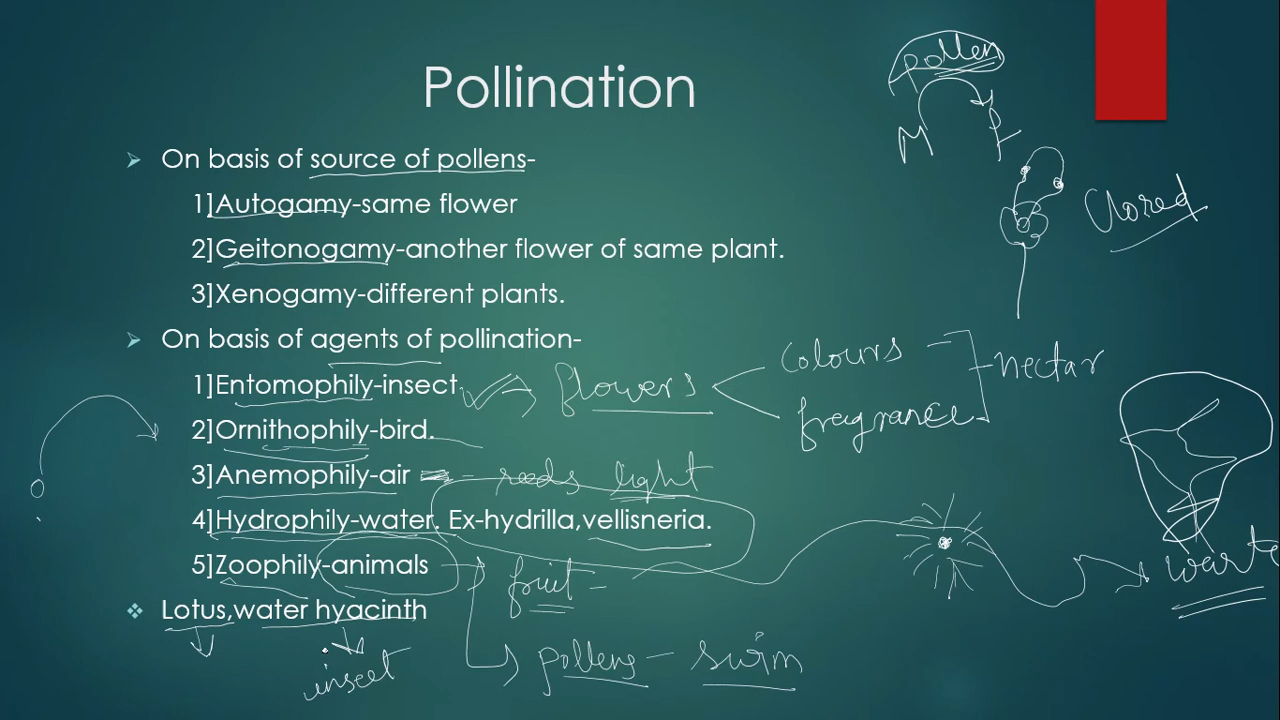 Pollination
pollen
M
➢ On basis of source of pollens-
1]Autogamy-same flower
closed
2]Geitonogamy-another flower of same plant.
3]Xenogamy-different plants.
➢ On basis of agents of pollination-
1]Entomophily-insect flowers colours nectar
fragrance
2]Ornithophily-bird.
3]Anemophily-air - light
4]Hydrophily-water. Ex-hydrilla,vellisneria.
5]Zoophily-animals
fruit -
❖ Lotus,water hyacinth
pollens - swim
insect